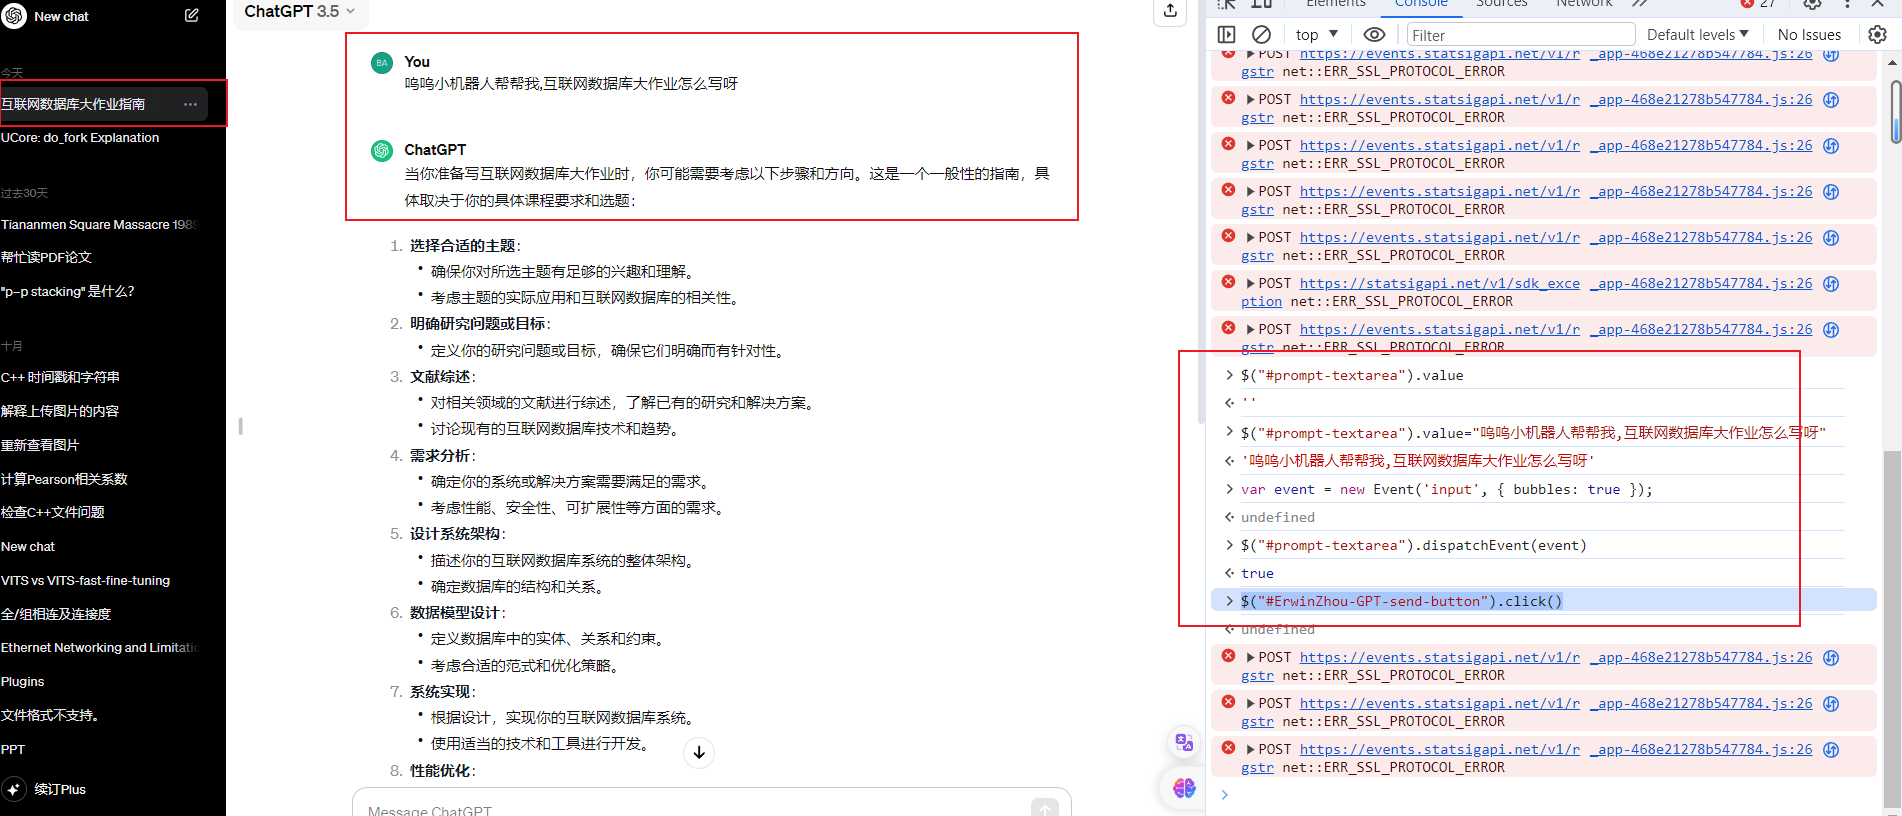 New chat
今天
互联网数据库大作业指南
UCore: do_fork Explanation
过去30天
Tiananmen Square Massacre 1989
帮忙读PDF论文
"p-p stacking" 是什么?
十月
C++ 时间戳和字符串
解释上传图片的内容
重新查看图片
计算Pearson相关系数
检查C++文件问题
New chat
VITS vs VITS-fast-fine-tuning
全/组相连及连接度
Ethernet Networking and Limitatio
Plugins
文件格式不支持。
PPT
续订Plus
ChatGPT 3.5
BA
You
呜呜小机器人帮帮我,互联网数据库大作业怎么写呀
ChatGPT
当你准备写互联网数据库大作业时，你可能需要考虑以下步骤和方向。这是一个一般性的指南，具
体取决于你的具体课程要求和选题：
1. 选择合适的主题：
• 确保你对所选主题有足够的兴趣和理解。
• 考虑主题的实际应用和互联网数据库的相关性。
2. 明确研究问题或目标：
• 定义你的研究问题或目标，确保它们明确而有针对性。
3. 文献综述：
• 对相关领域的文献进行综述，了解已有的研究和解决方案。
• 讨论现有的互联网数据库技术和趋势。
4. 需求分析：
• 确定你的系统或解决方案需要满足的需求。
• 考虑性能、安全性、可扩展性等方面的需求。
5. 设计系统架构：
• 描述你的互联网数据库系统的整体架构。
• 确定数据库的结构和关系。
6. 数据模型设计：
• 定义数据库中的实体、关系和约束。
• 考虑合适的范式和优化策略。
7. 系统实现：
• 根据设计，实现你的互联网数据库系统。
• 使用适当的技术和工具进行开发。
8. 性能优化：
Message ChatGPT
Elements Console Sources Network 27
top Filter Default levels No Issues
POST https://events.statsigapi.net/v1/r _app-468e21278b547784.js:26
gstr net::ERR_SSL_PROTOCOL_ERROR
POST https://events.statsigapi.net/v1/r _app-468e21278b547784.js:26
gstr net::ERR_SSL_PROTOCOL_ERROR
POST https://events.statsigapi.net/v1/r _app-468e21278b547784.js:26
gstr net::ERR_SSL_PROTOCOL_ERROR
POST https://events.statsigapi.net/v1/r _app-468e21278b547784.js:26
gstr net::ERR_SSL_PROTOCOL_ERROR
POST https://events.statsigapi.net/v1/r _app-468e21278b547784.js:26
gstr net::ERR_SSL_PROTOCOL_ERROR
POST https://statsigapi.net/v1/sdk_exce _app-468e21278b547784.js:26
ption net::ERR_SSL_PROTOCOL_ERROR
POST https://events.statsigapi.net/v1/r _app-468e21278b547784.js:26
gstr net::ERR_SSL_PROTOCOL_ERROR
> $("#prompt-textarea").value
''
> $("#prompt-textarea").value="呜呜小机器人帮帮我,互联网数据库大作业怎么写呀"
'呜呜小机器人帮帮我,互联网数据库大作业怎么写呀'
> var event = new Event('input', { bubbles: true });
undefined
> $("#prompt-textarea").dispatchEvent(event)
true
> $("#ErwinZhou-GPT-send-button").click()
undefined
POST https://events.statsigapi.net/v1/r _app-468e21278b547784.js:26
gstr net::ERR_SSL_PROTOCOL_ERROR
POST https://events.statsigapi.net/v1/r _app-468e21278b547784.js:26
gstr net::ERR_SSL_PROTOCOL_ERROR
POST https://events.statsigapi.net/v1/r _app-468e21278b547784.js:26
gstr net::ERR_SSL_PROTOCOL_ERROR
>